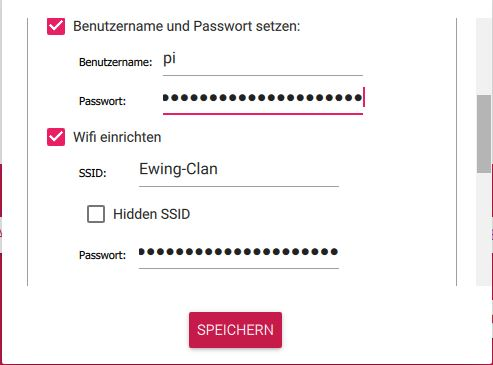 Benutzername und Passwort setzen:
Benutzername: pi
Passwort: ●●●●●●●●●●●●●●●●●●●●●
Wifi einrichten
SSID: Ewing-Clan
Hidden SSID
Passwort: ●●●●●●●●●●●●●●●●●●●●●
SPEICHERN